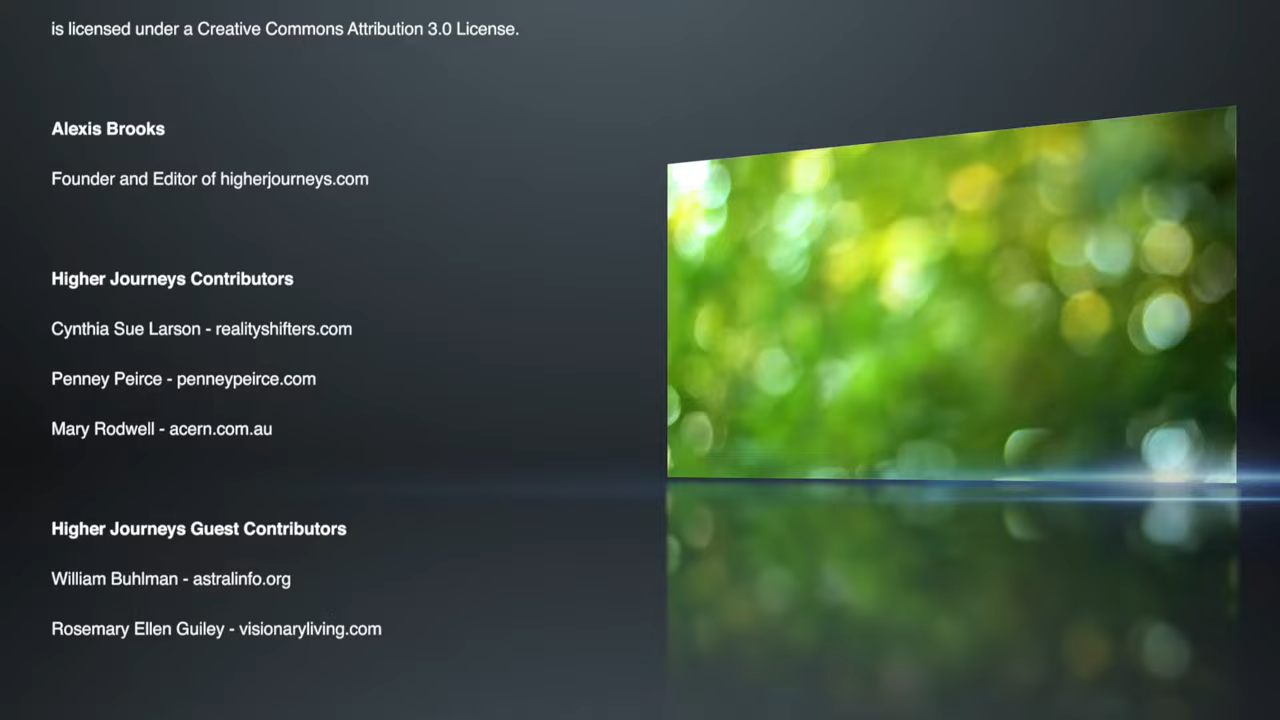 is licensed under a Creative Commons Attribution 3.0 License.
Alexis Brooks
Founder and Editor of higherjourneys.com
Higher Journeys Contributors
Cynthia Sue Larson - realityshifters.com
Penney Peirce - penneypeirce.com
Mary Rodwell - acern.com.au
Higher Journeys Guest Contributors
William Buhlman - astralinfo.org
Rosemary Ellen Guiley - visionaryliving.com